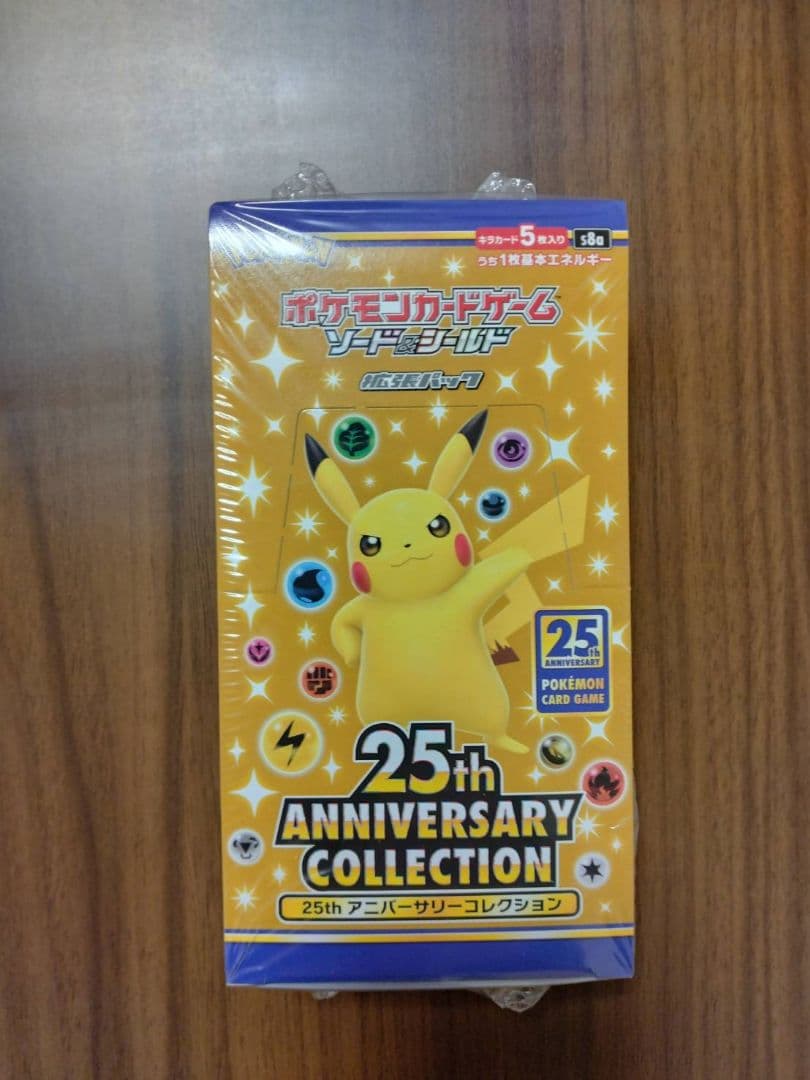 キラカード5枚入り s8a
うち1枚基本エネルギー
ポケモンカードゲーム
ソード&シールド
拡張パック
25th
ANNIVERSARY
POKÉMON
CARD GAME
25th
ANNIVERSARY
COLLECTION
25th アニバーサリーコレクション